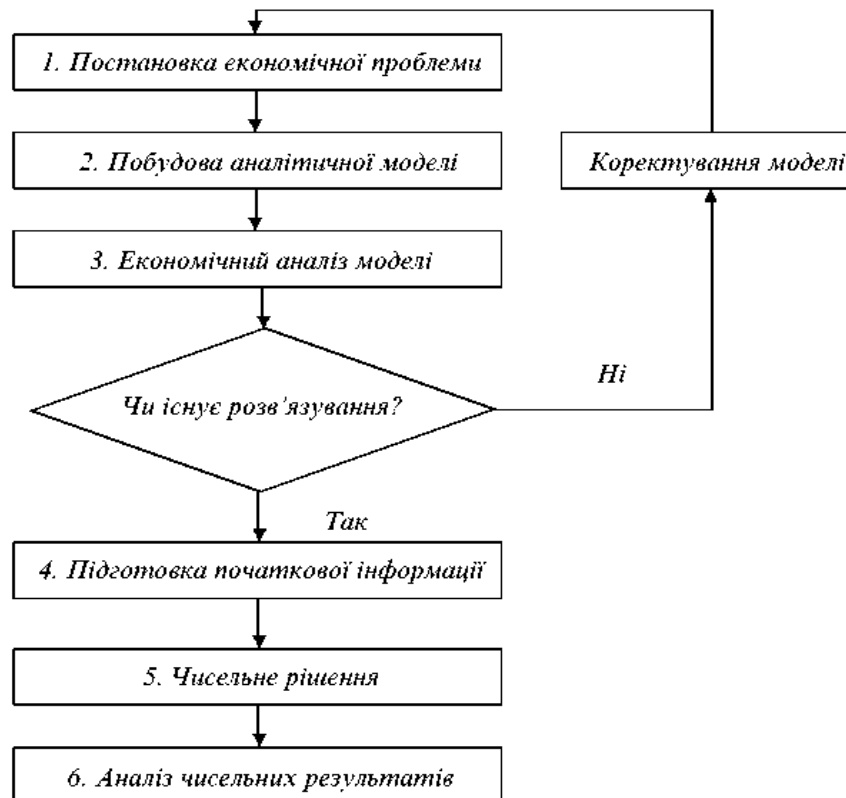 1. Постановка економічної проблеми
2. Побудова аналітичної моделі
Коректування моделі
3. Економічний аналіз моделі
Чи існує розв’язування?
Ні
Так
4. Підготовка початкової інформації
5. Чисельне рішення
6. Аналіз чисельних результатів